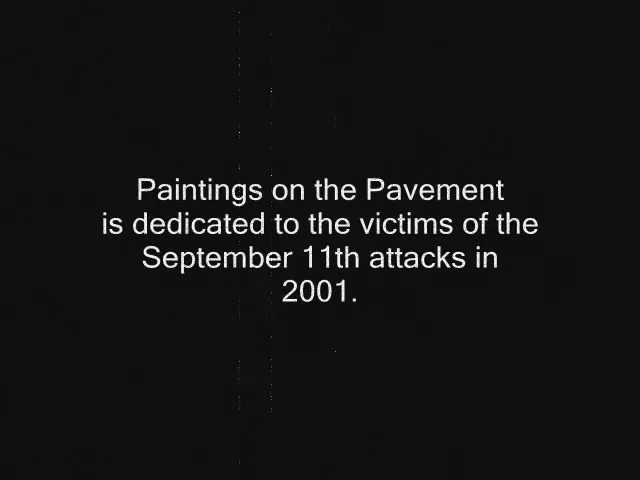 Paintings on the Pavement
is dedicated to the victims of the
September 11th attacks in
2001.